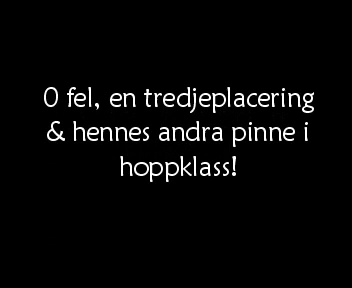 0 fel, en tredjeplacering
& hennes andra pinne i
hoppklass!